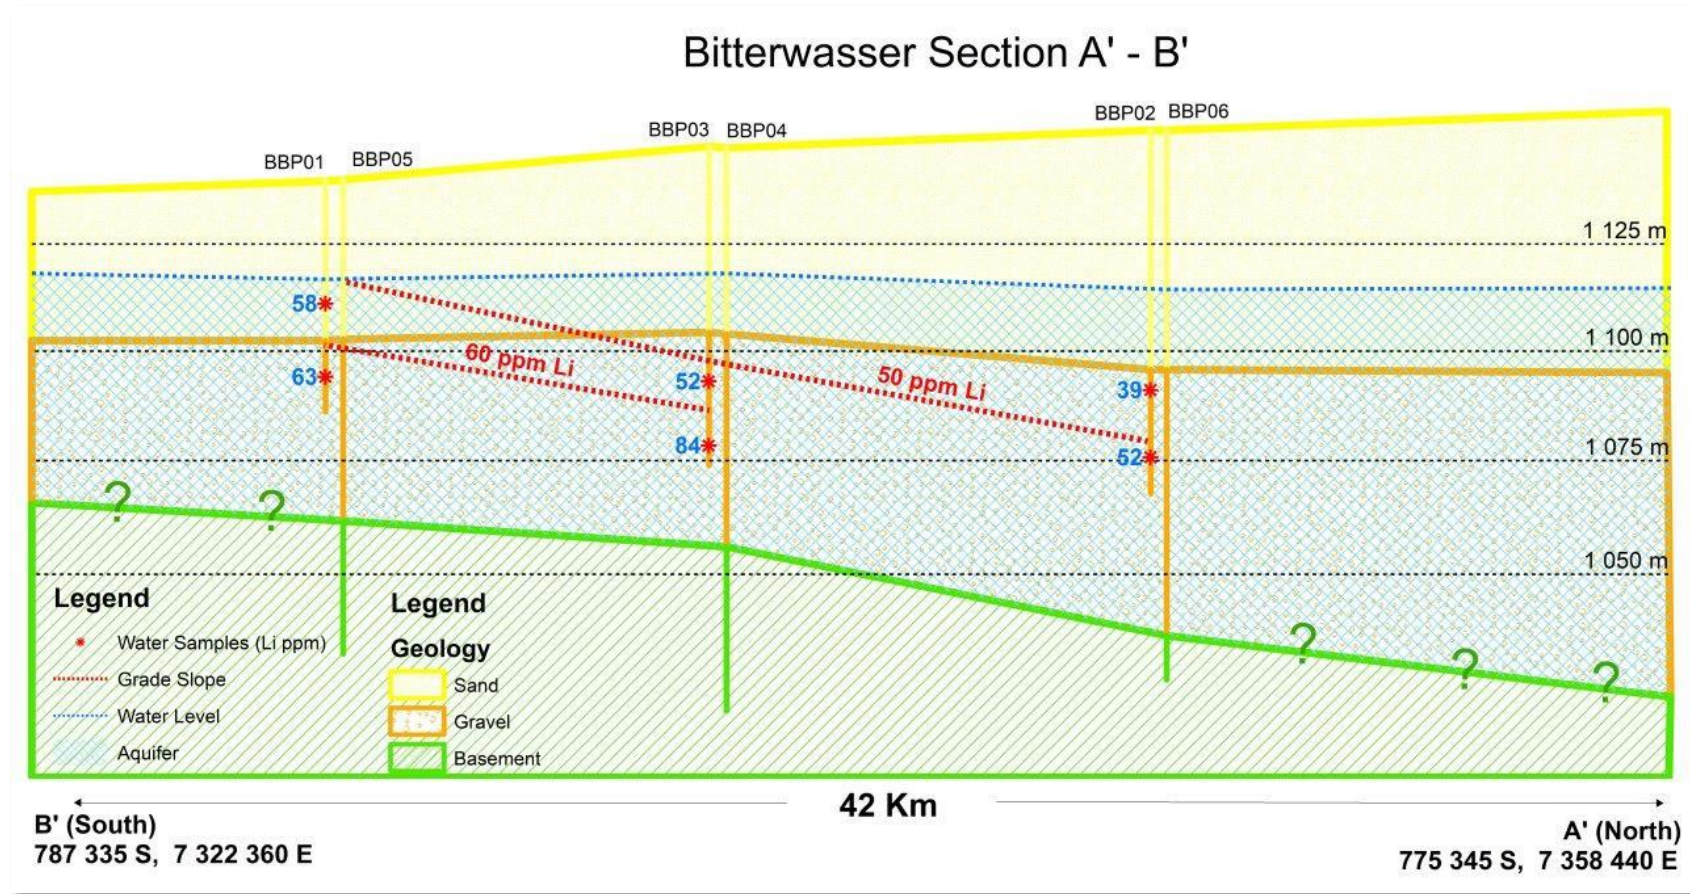 Bitterwasser Section A' - B'
BBP01 BBP05
BBP03 BBP04
BBP02 BBP06
1 125 m
58
1 100 m
60 ppm Li
50 ppm Li
63
52
39
84
52
1 075 m
? ?
1 050 m
? ? ?
Legend
Water Samples (Li ppm)
Grade Slope
Water Level
Aquifer
Legend
Geology
Sand
Gravel
Basement
42 Km
B' (South)
787 335 S, 7 322 360 E
A' (North)
775 345 S, 7 358 440 E